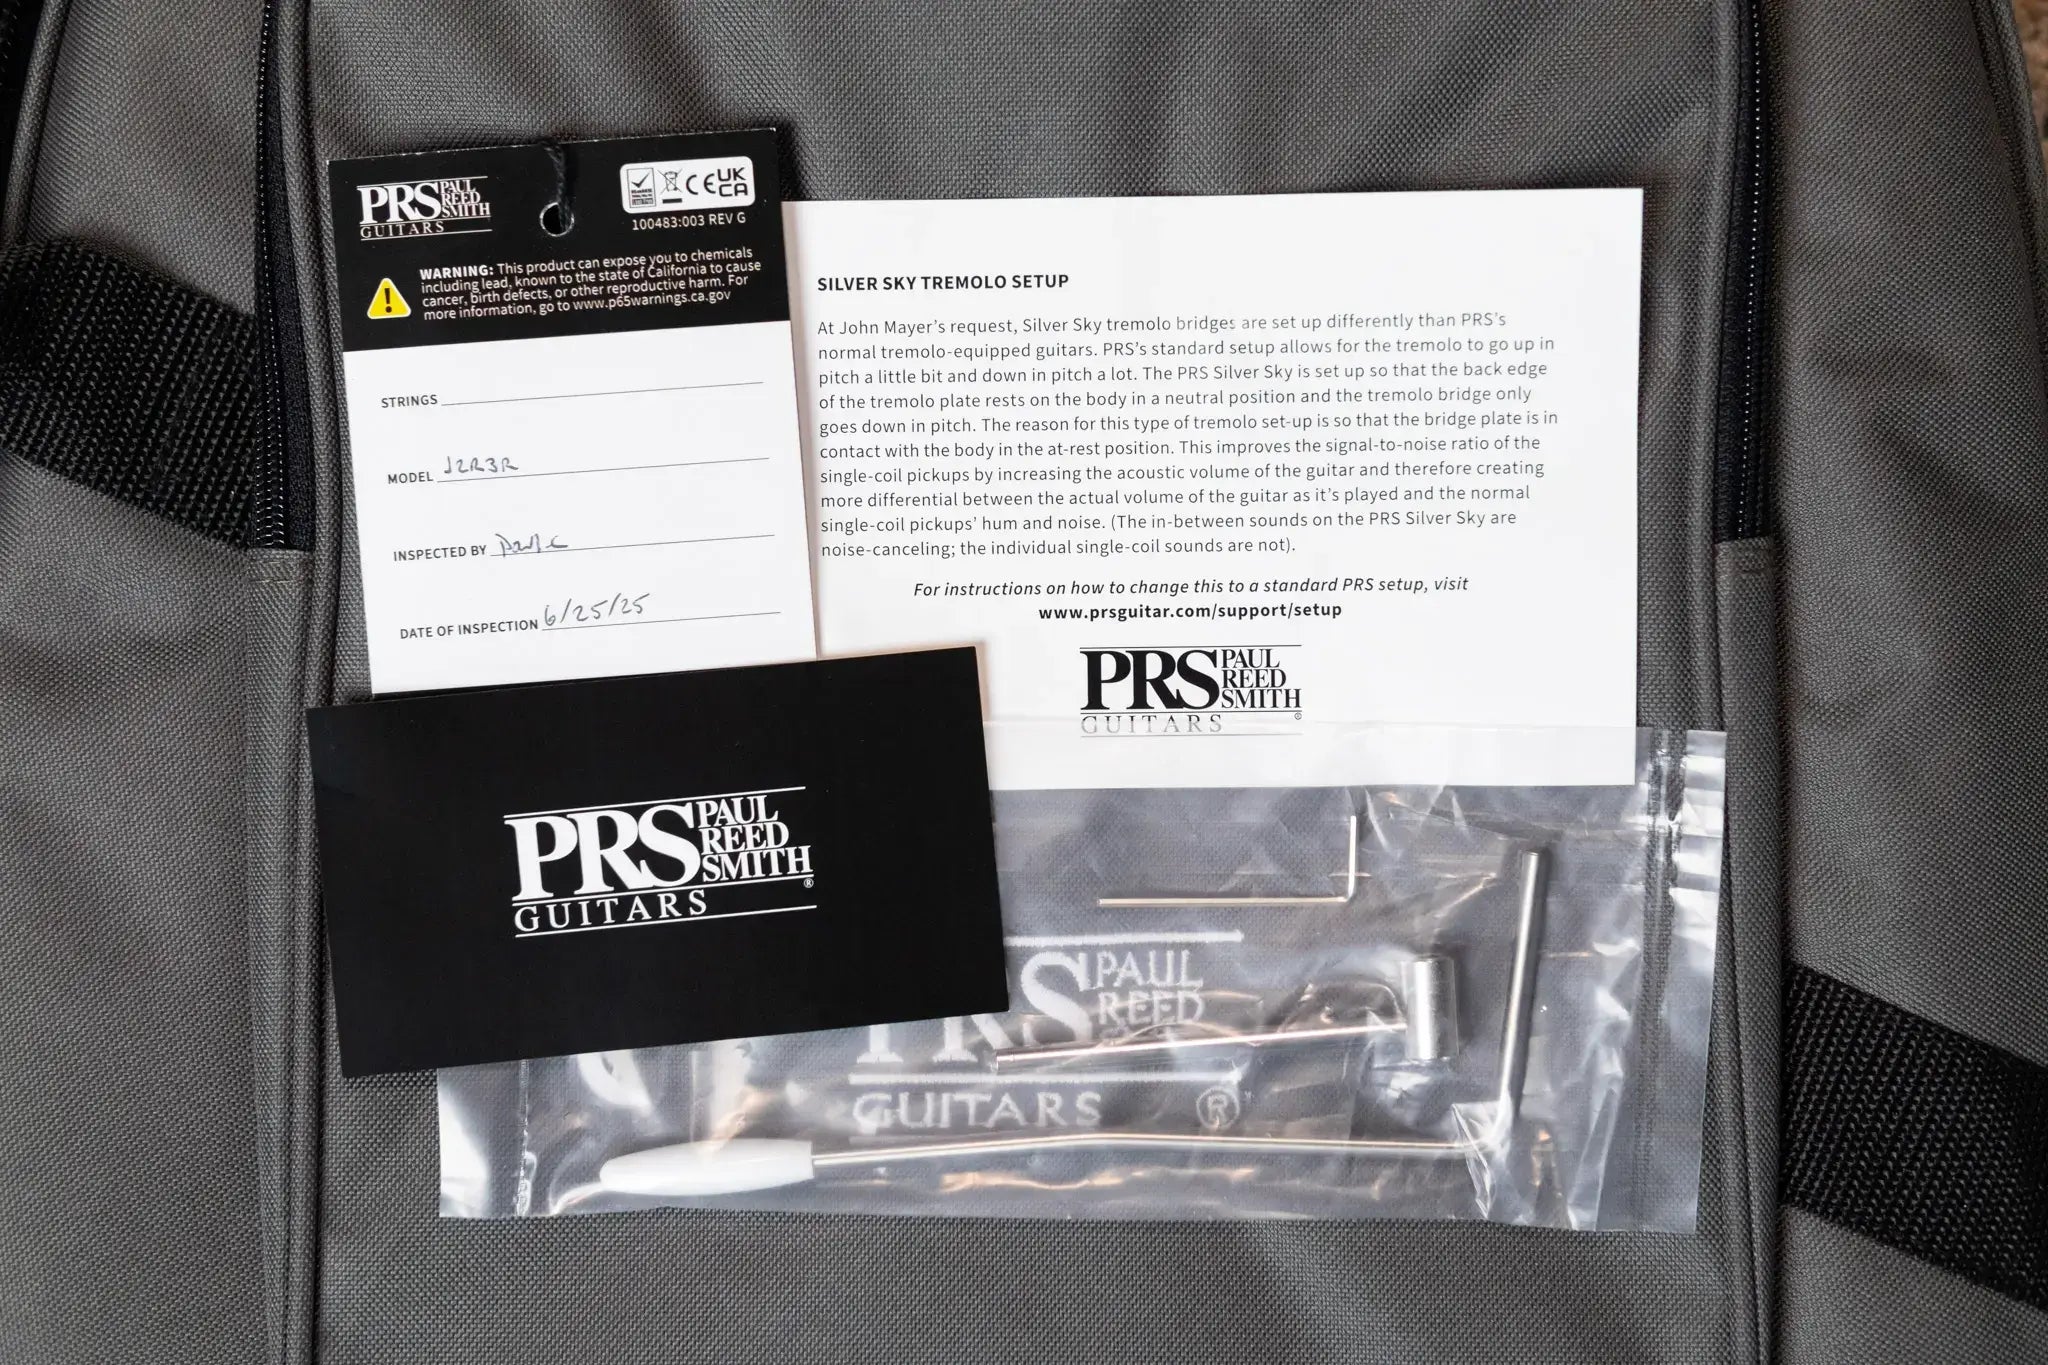 PRS PAUL
REED
SMITH
GUITARS
UK
CE CA
100483:003 REV G
WARNING: This product can expose you to chemicals
including lead, known to the state of California to cause
cancer, birth defects, or other reproductive harm. For
more information, go to www.p65warnings.ca.gov
STRINGS
MODEL J2R3R
INSPECTED BY
DATE OF INSPECTION 6/25/25
SILVER SKY TREMOLO SETUP
At John Mayer's request, Silver Sky tremolo bridges are set up differently than PRS's
normal tremolo-equipped guitars. PRS's standard setup allows for the tremolo to go up in
pitch a little bit and down in pitch a lot. The PRS Silver Sky is set up so that the back edge
of the tremolo plate rests on the body in a neutral position and the tremolo bridge only
goes down in pitch. The reason for this type of tremolo set-up is so that the bridge plate is in
contact with the body in the at-rest position. This improves the signal-to-noise ratio of the
single-coil pickups by increasing the acoustic volume of the guitar and therefore creating
more differential between the actual volume of the guitar as it's played and the normal
single-coil pickups' hum and noise. (The in-between sounds on the PRS Silver Sky are
noise-canceling; the individual single-coil sounds are not).
For instructions on how to change this to a standard PRS setup, visit
www.prsguitar.com/support/setup
PRS PAUL
REED
SMITH
GUITARS ®
PRS PAUL
REED
SMITH
GUITARS ®
PRS PAUL
REED
GUITARS ®